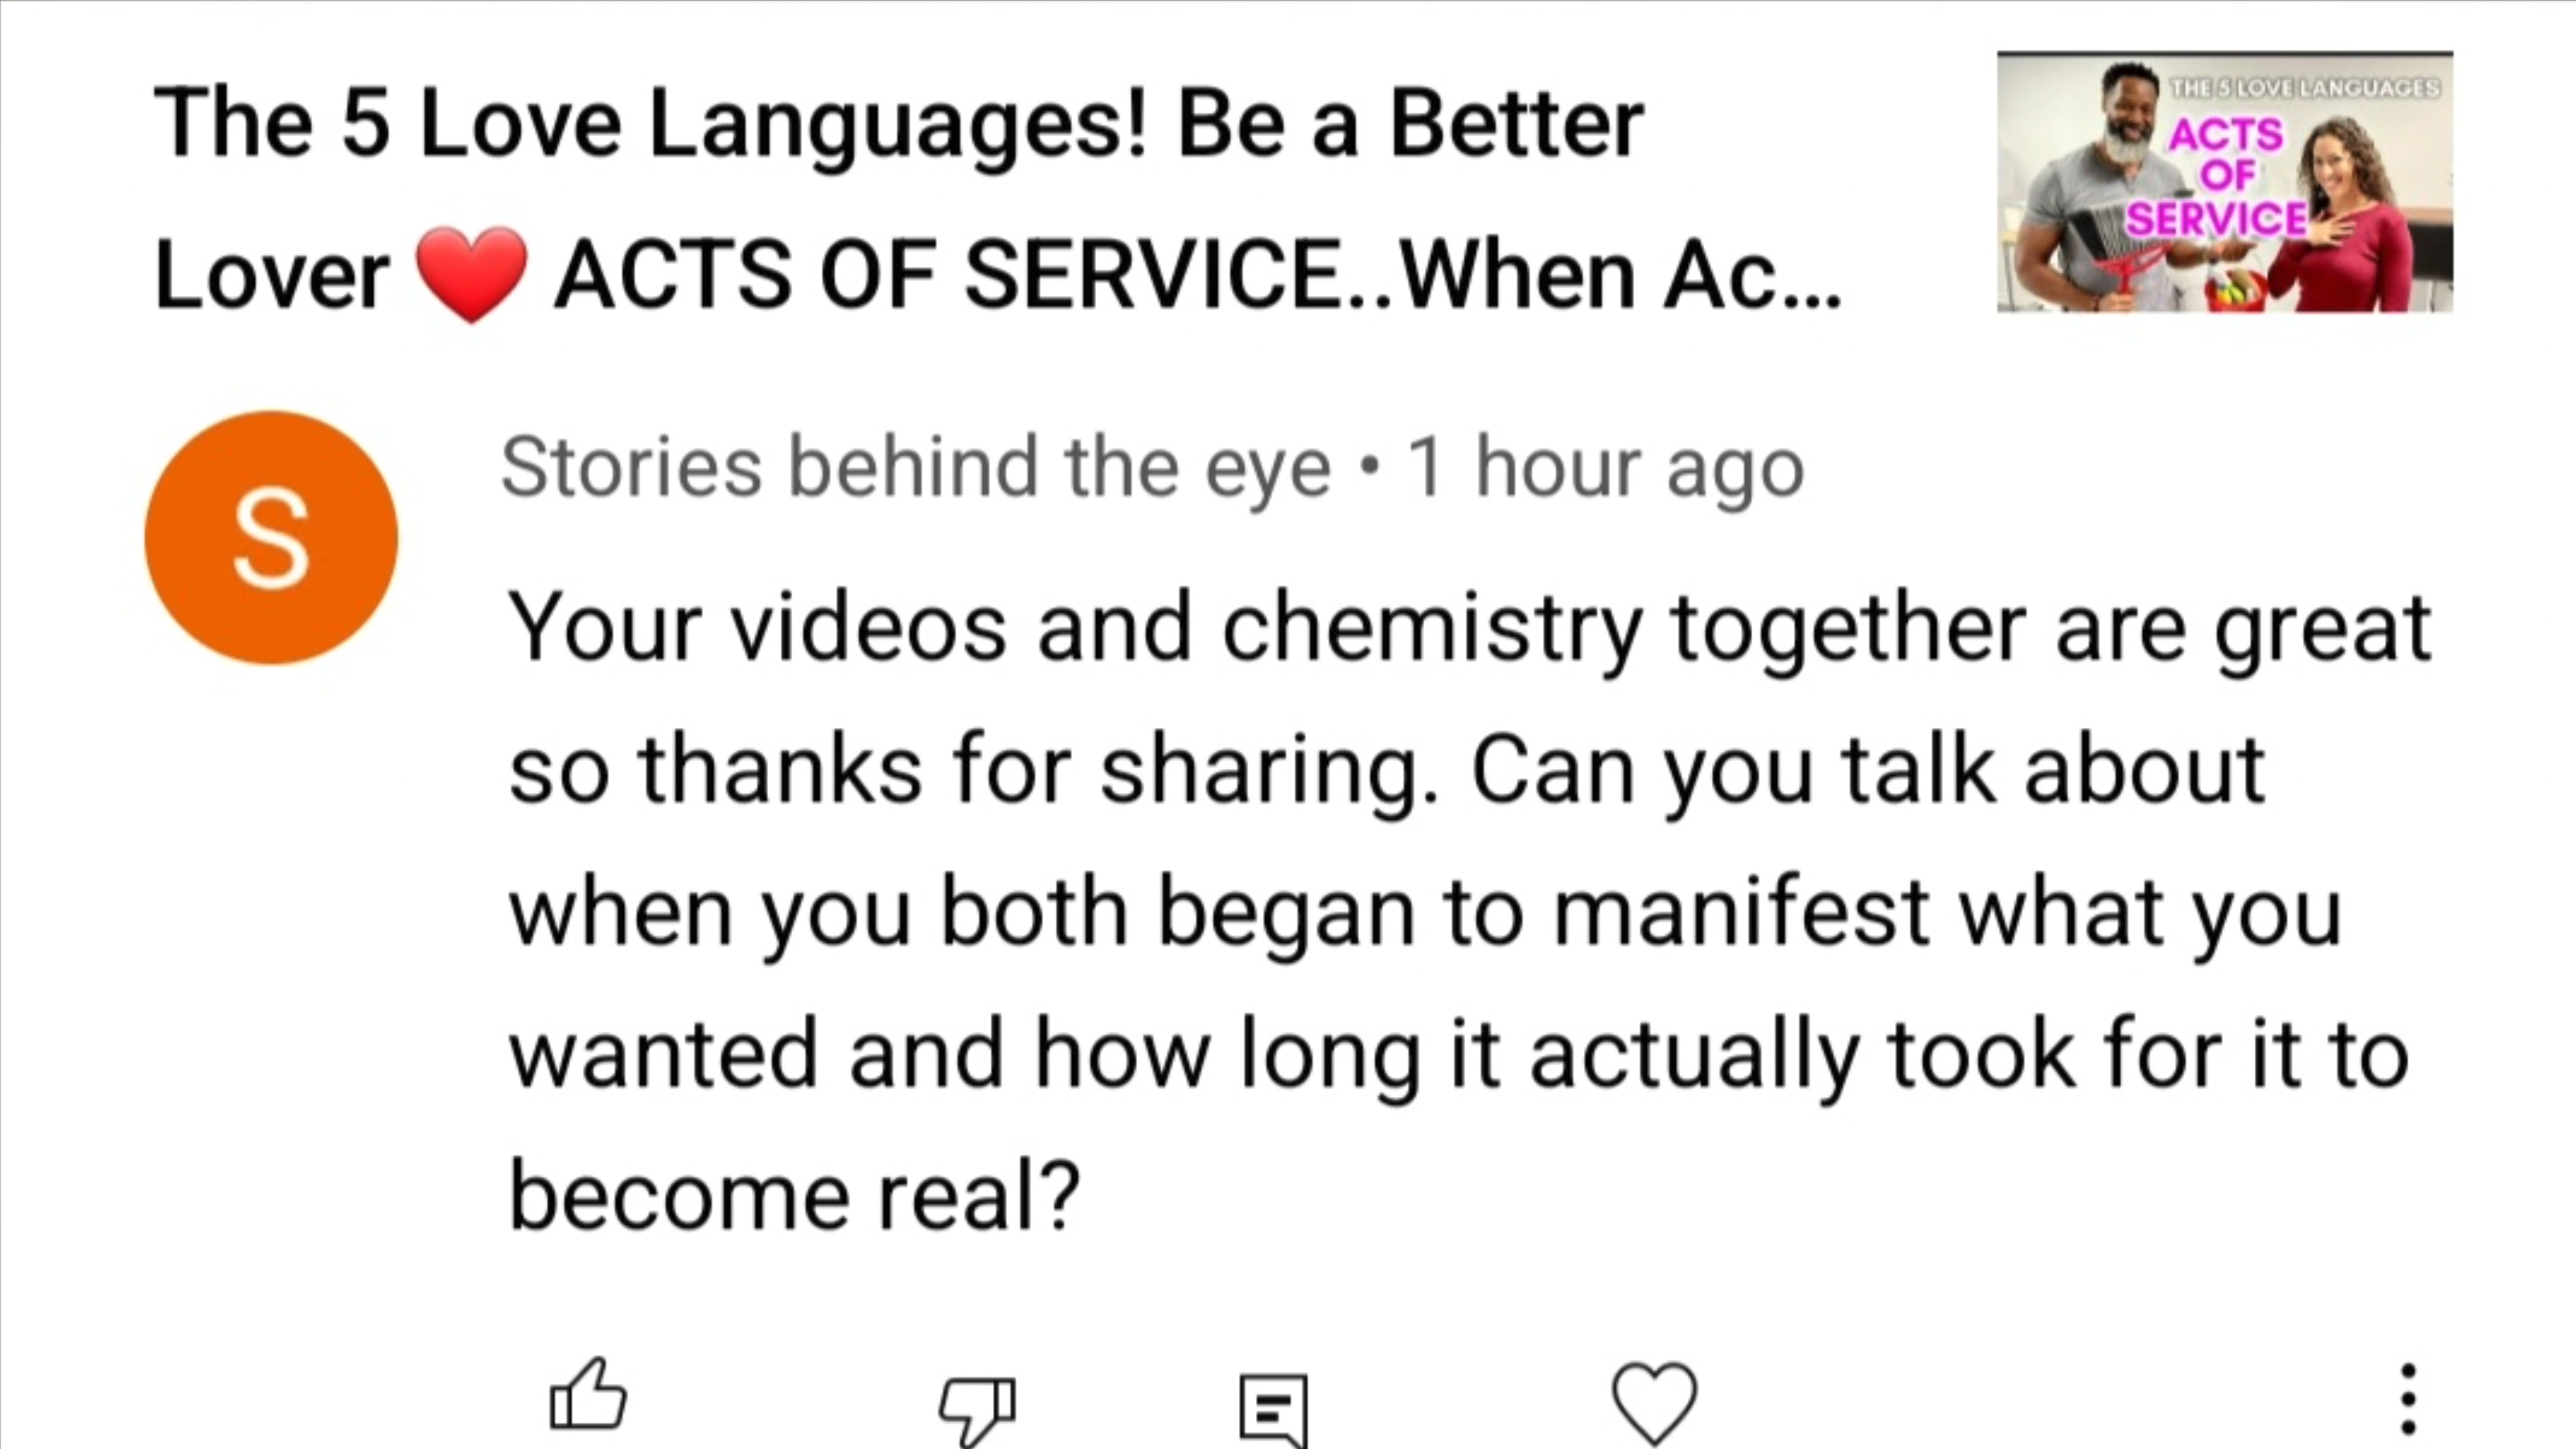 The 5 Love Languages! Be a Better
Lover ❤️ ACTS OF SERVICE..When Ac...
THE 5 LOVE LANGUAGES
ACTS
OF
SERVICE
S
Stories behind the eye • 1 hour ago
Your videos and chemistry together are great
so thanks for sharing. Can you talk about
when you both began to manifest what you
wanted and how long it actually took for it to
become real?